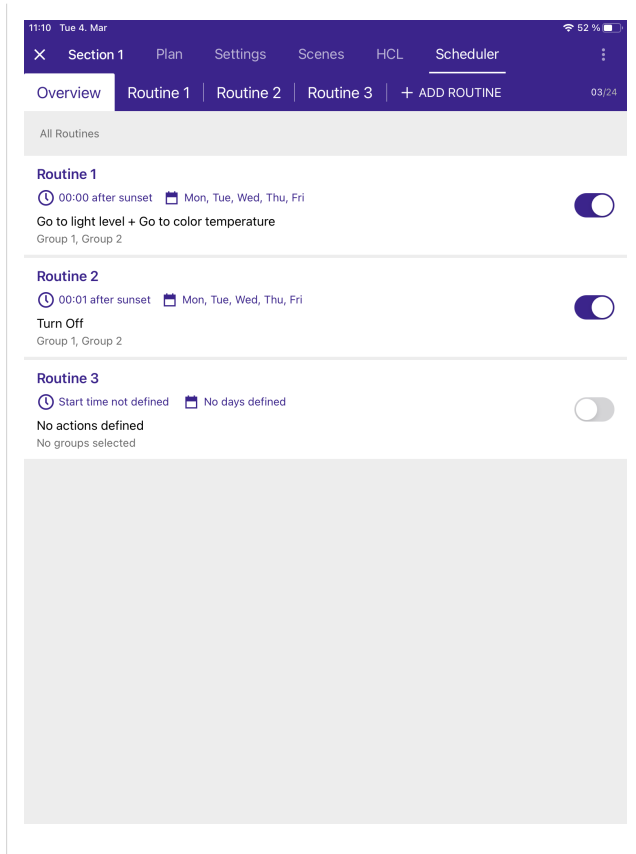 11:10 Tue 4. Mar 52 %
Section 1 Plan Settings Scenes HCL Scheduler
Overview Routine 1 Routine 2 Routine 3 + ADD ROUTINE 03/24
All Routines
Routine 1
00:00 after sunset Mon, Tue, Wed, Thu, Fri
Go to light level + Go to color temperature
Group 1, Group 2
Routine 2
00:01 after sunset Mon, Tue, Wed, Thu, Fri
Turn Off
Group 1, Group 2
Routine 3
Start time not defined No days defined
No actions defined
No groups selected